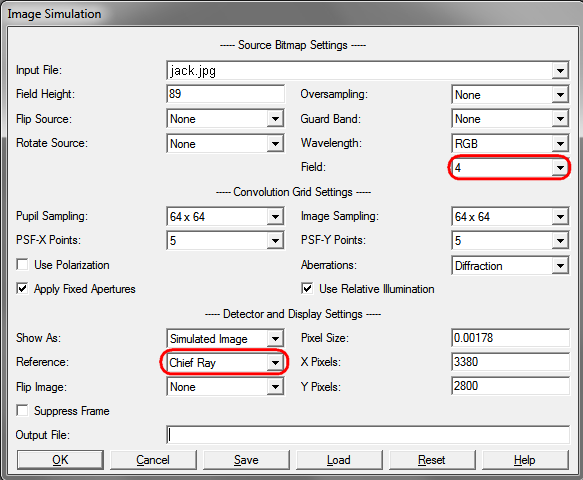 Image Simulation
----- Source Bitmap Settings -----
Input File: jack.jpg
Field Height: 89 Oversampling: None
Flip Source: None Guard Band: None
Rotate Source: None Wavelength: RGB
Field: 4
----- Convolution Grid Settings -----
Pupil Sampling: 64 x 64 Image Sampling: 64 x 64
PSF-X Points: 5 PSF-Y Points: 5
Use Polarization Aberrations: Diffraction
Apply Fixed Apertures Use Relative Illumination
----- Detector and Display Settings -----
Show As: Simulated Image Pixel Size: 0.00178
Reference: Chief Ray X Pixels: 3380
Flip Image: None Y Pixels: 2800
Suppress Frame
Output File:
OK Cancel Save Load Reset Help